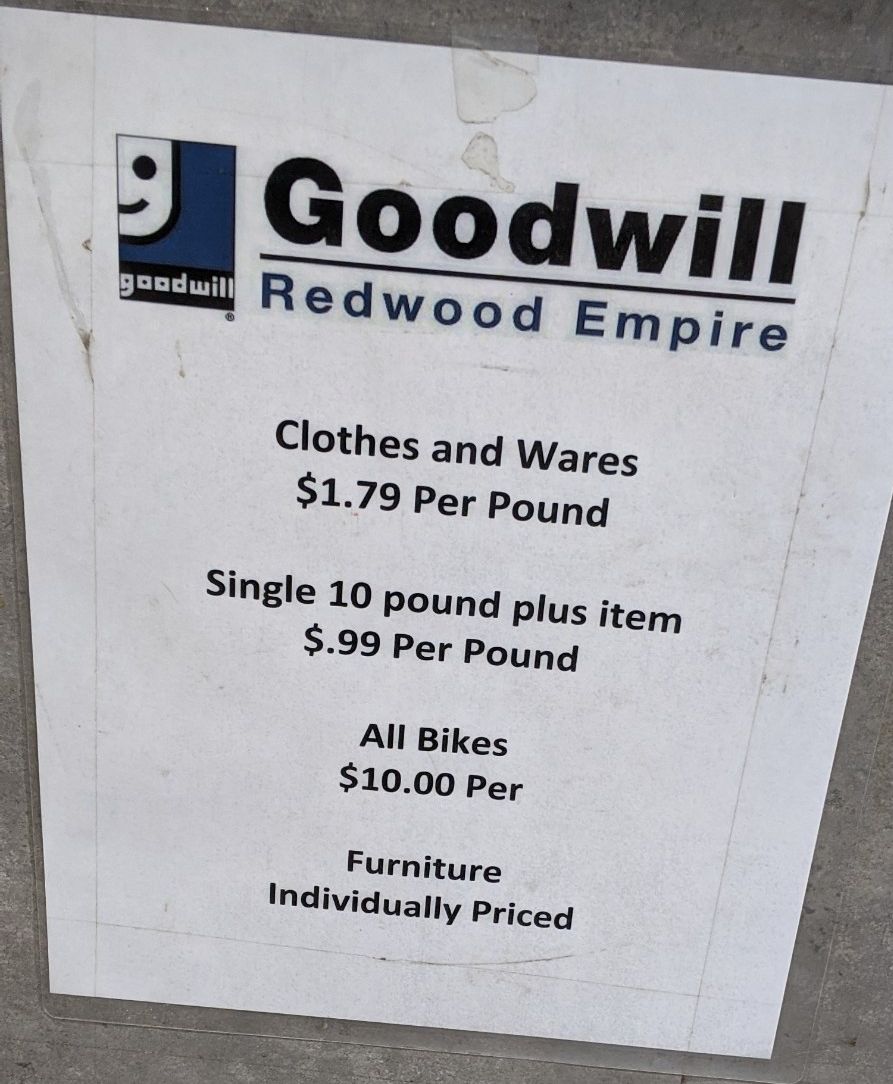 goodwill
®
Goodwill
Redwood Empire
Clothes and Wares
$1.79 Per Pound
Single 10 pound plus item
$.99 Per Pound
All Bikes
$10.00 Per
Furniture
Individually Priced